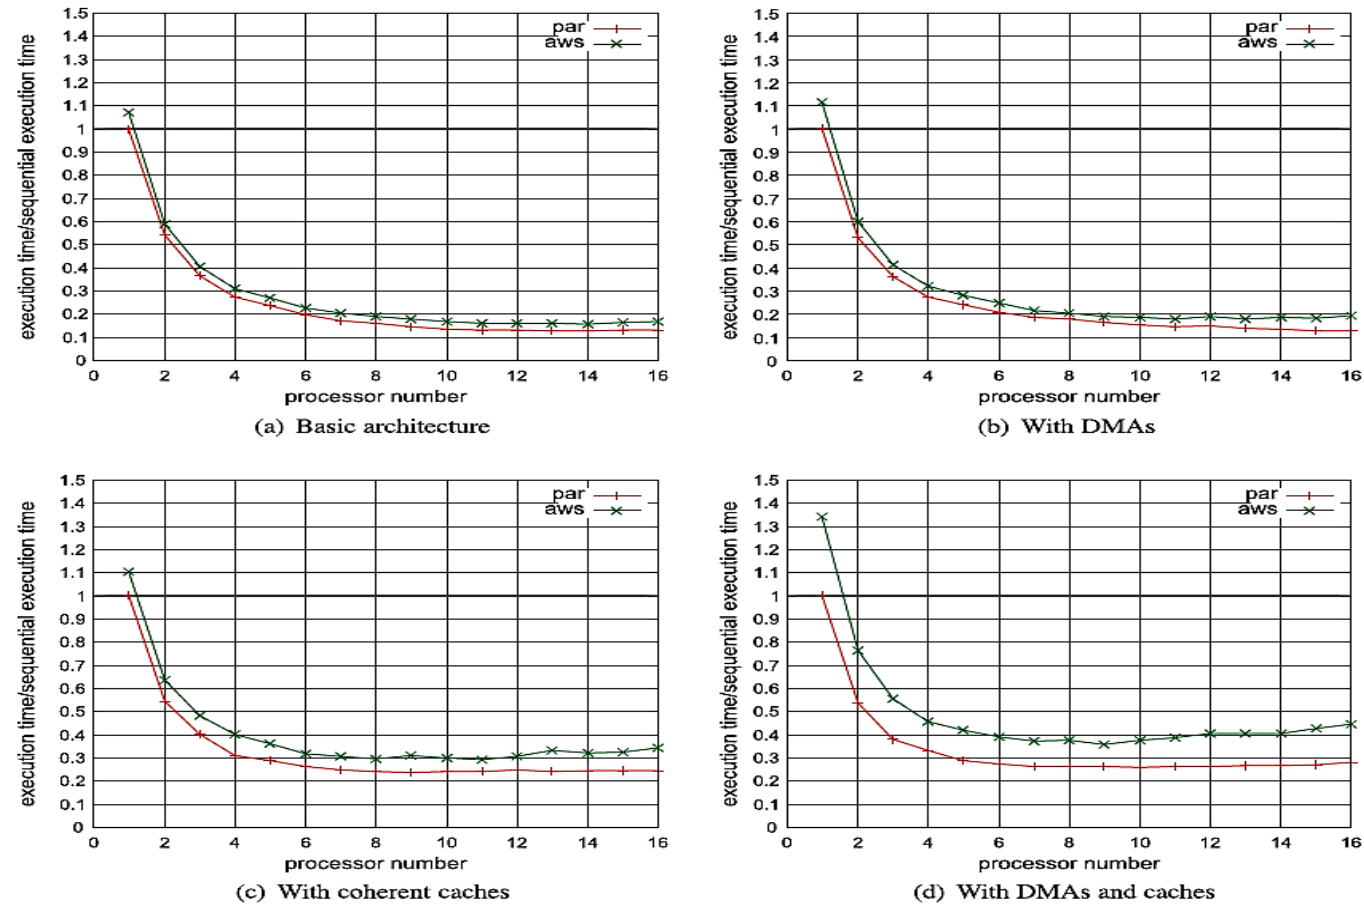 execution time/sequential execution time
1.5
1.4
1.3
1.2
1.1
1
0.9
0.8
0.7
0.6
0.5
0.4
0.3
0.2
0.1
0
par
aws
0 2 4 6 8 10 12 14 16
processor number
(a) Basic architecture
execution time/sequential execution time
1.5
1.4
1.3
1.2
1.1
1
0.9
0.8
0.7
0.6
0.5
0.4
0.3
0.2
0.1
0
par
aws
0 2 4 6 8 10 12 14 16
processor number
(b) With DMAs
execution time/sequential execution time
1.5
1.4
1.3
1.2
1.1
1
0.9
0.8
0.7
0.6
0.5
0.4
0.3
0.2
0.1
0
par
aws
0 2 4 6 8 10 12 14 16
processor number
(c) With coherent caches
execution time/sequential execution time
1.5
1.4
1.3
1.2
1.1
1
0.9
0.8
0.7
0.6
0.5
0.4
0.3
0.2
0.1
0
par
aws
0 2 4 6 8 10 12 14 16
processor number
(d) With DMAs and caches